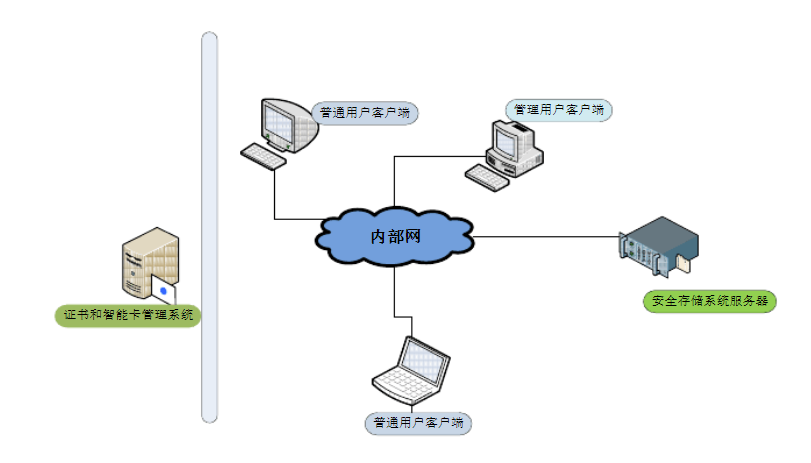 普通用户客户端
管理用户客户端
内部网
证书和智能卡管理系统
安全存储系统服务器
普通用户客户端